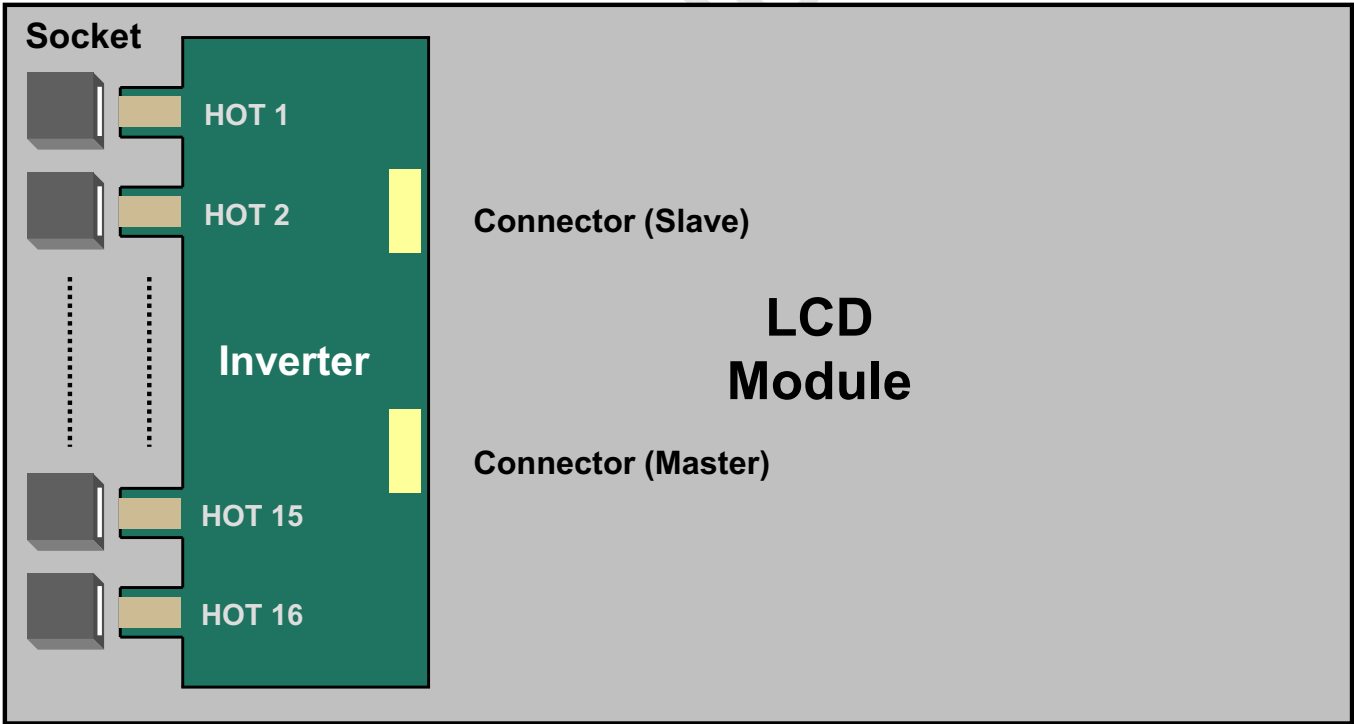 Socket
HOT 1
HOT 2
Connector (Slave)
LCD
Module
Inverter
Connector (Master)
HOT 15
HOT 16